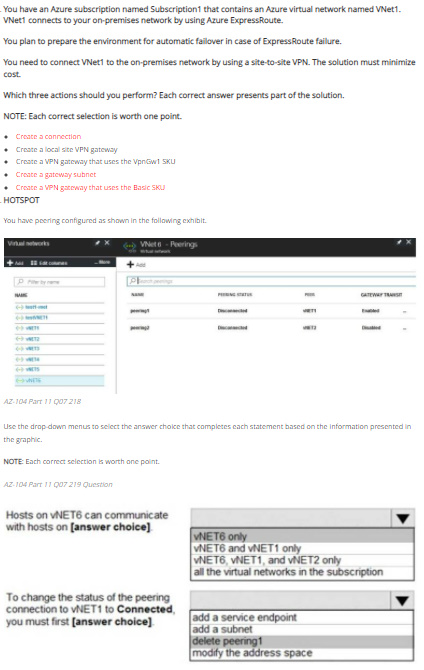 You have an Azure subscription named Subscription1 that contains an Azure virtual network named VNet1.
VNet1 connects to your on-premises network by using Azure ExpressRoute.
You plan to prepare the environment for automatic failover in case of ExpressRoute failure.
You need to connect VNet1 to the on-premises network by using a site-to-site VPN. The solution must minimize
cost.
Which three actions should you perform? Each correct answer presents part of the solution.
NOTE: Each correct selection is worth one point.
• Create a connection
• Create a local site VPN gateway
• Create a VPN gateway that uses the VpnGw1 SKU
• Create a gateway subnet
• Create a VPN gateway that uses the Basic SKU
HOTSPOT
You have peering configured as shown in the following exhibit.
Virtual networks
VNet6 - Peerings
Virtual network
Add Edit columns More
Add
Filter by name
Search peerings
NAME
NAME PEERING STATUS PEER GATEWAY TRANSIT
peering1 Disconnected vNET1 Enabled
peering2 Disconnected vNET2 Disabled
vNET1
vNET2
vNET3
vNET4
vNET5
vNET6
AZ-104 Part 11 Q07 218
Use the drop-down menus to select the answer choice that completes each statement based on the information presented in
the graphic.
NOTE: Each correct selection is worth one point.
AZ-104 Part 11 Q07 219 Question
Hosts on vNET6 can communicate
with hosts on [answer choice].
vNET6 only
vNET6 and vNET1 only
vNET6, vNET1, and vNET2 only
all the virtual networks in the subscription
To change the status of the peering
connection to vNET1 to Connected,
you must first [answer choice].
add a service endpoint
add a subnet
delete peering1
modify the address space